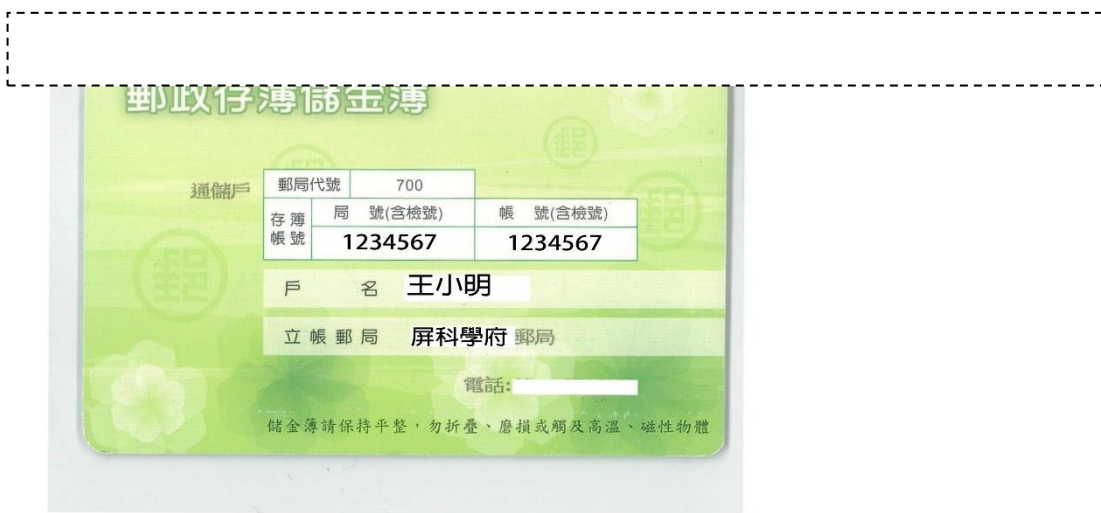 郵政存簿儲金簿
通儲戶
郵局代號 700
存簿帳號 局 號(含檢號) 帳 號(含檢號)
1234567 1234567
戶 名 王小明
立帳郵局 屏科學府 郵局
電話:
儲金簿請保持平整,勿折疊、磨損或觸及高溫、磁性物體